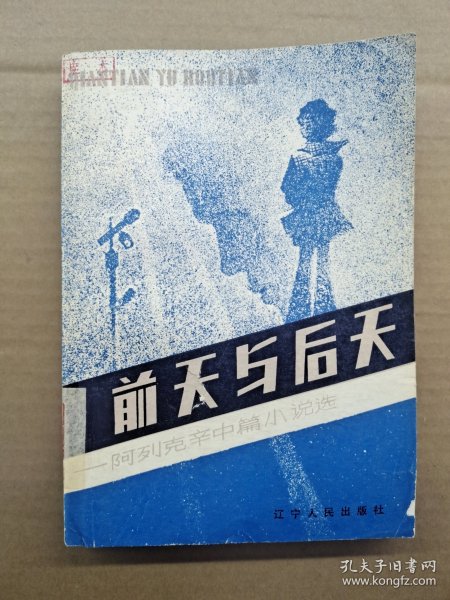 QIANTIAN YU HOUTIAN
前天与后天
—阿列克辛中篇小说选
辽宁人民出版社
孔夫子旧书网
www.kongfz.com